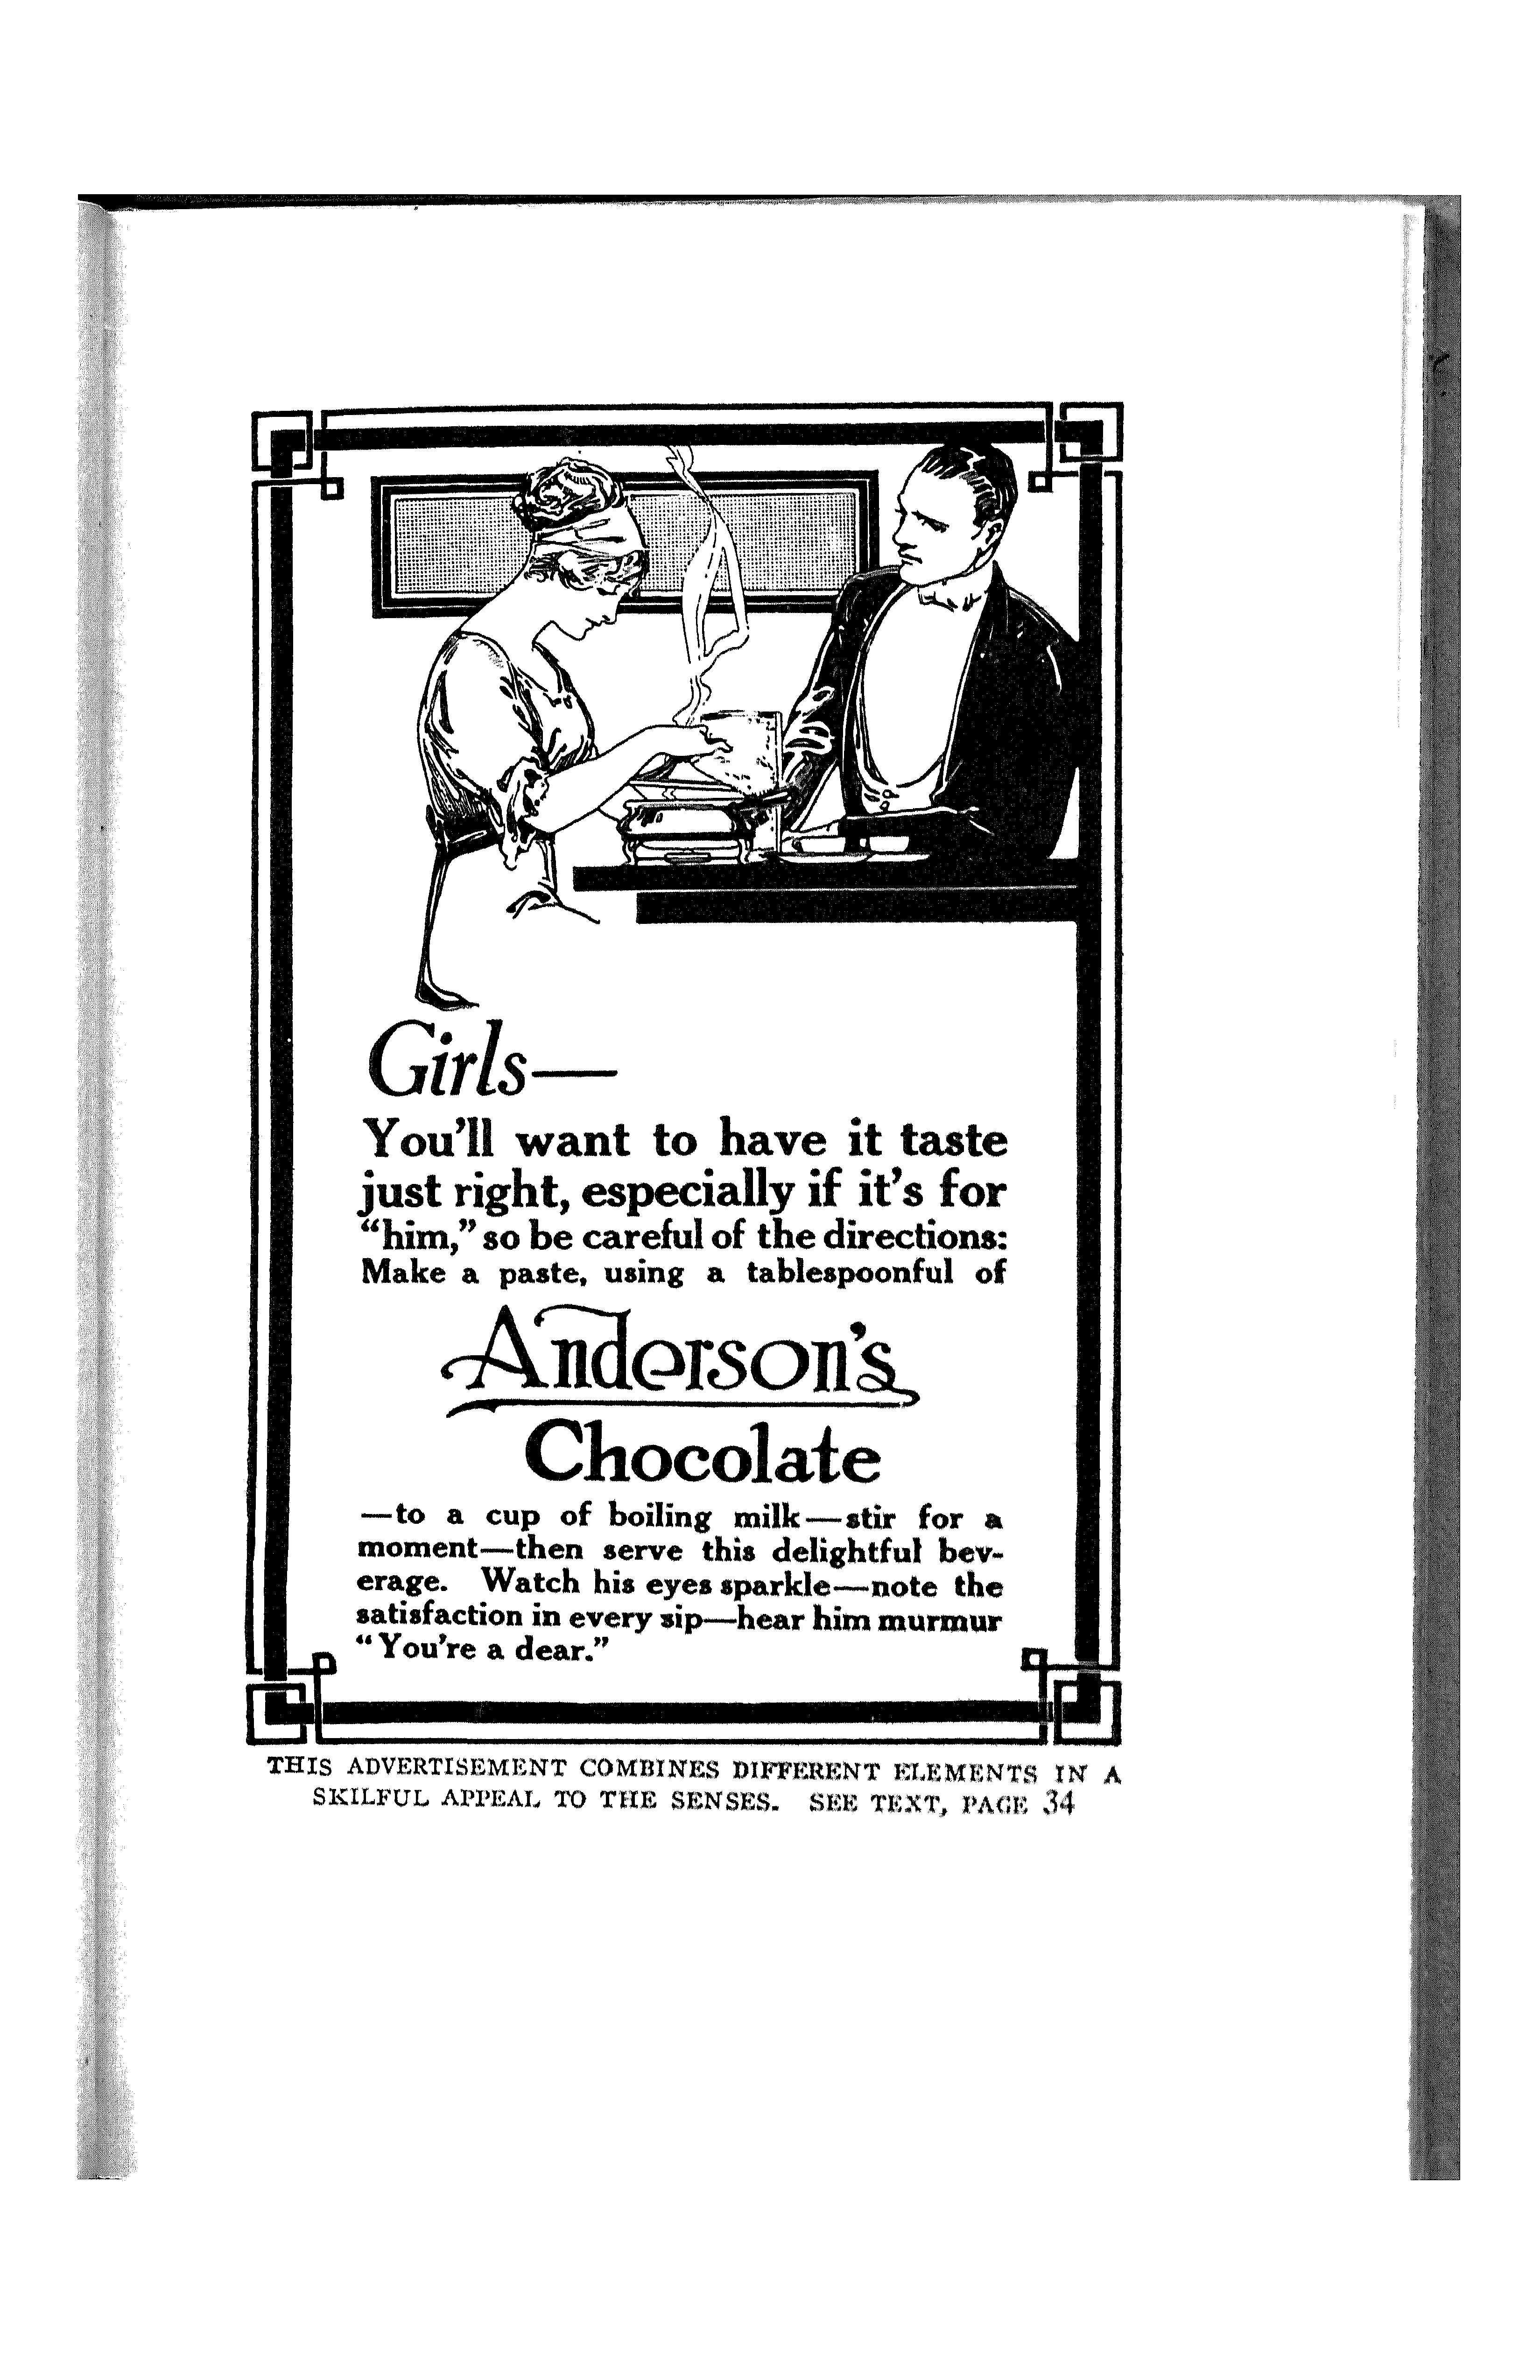 Girls—
You'll want to have it taste
just right, especially if it's for
“him,” so be careful of the directions:
Make a paste, using a tablespoonful of
Anderson's
Chocolate
—to a cup of boiling milk—stir for a
moment—then serve this delightful bev-
erage. Watch his eyes sparkle—note the
satisfaction in every sip—hear him murmur
“You're a dear.”
THIS ADVERTISEMENT COMBINES DIFFERENT ELEMENTS IN A
SKILFUL APPEAL TO THE SENSES. SEE TEXT, PAGE 34